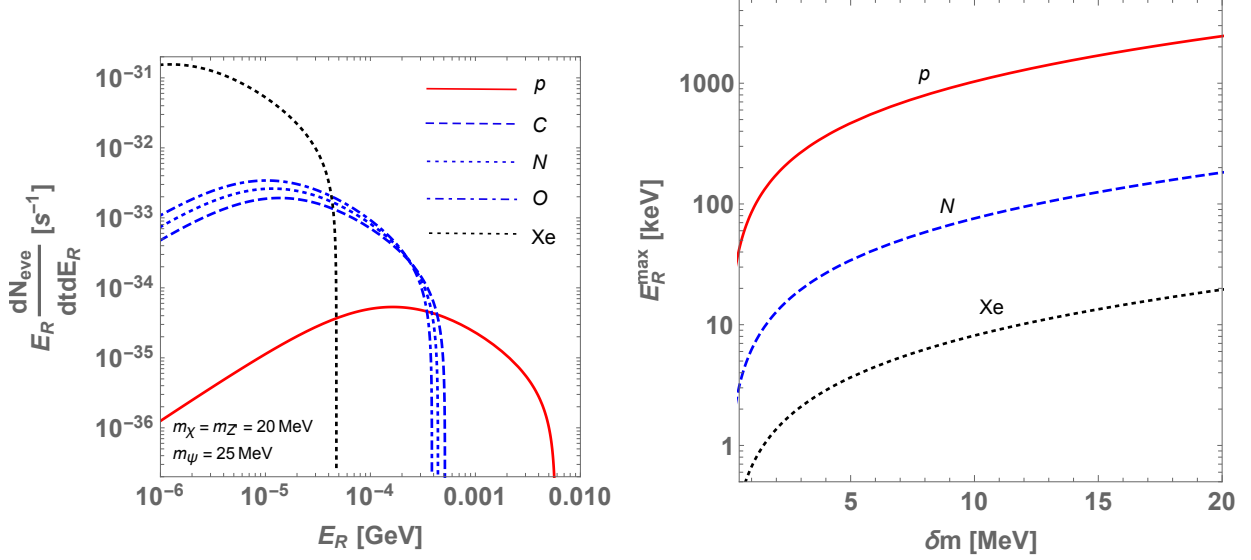 E_R dN_eve/dtdE_R [s⁻¹]
10⁻³¹
10⁻³²
10⁻³³
10⁻³⁴
10⁻³⁵
10⁻³⁶
p
C
N
O
Xe
m_χ = m_Z' = 20 MeV
m_ψ = 25 MeV
10⁻⁶ 10⁻⁵ 10⁻⁴ 0.001 0.010
E_R [GeV]
E_R^max [keV]
1000
100
10
1
p
N
Xe
5 10 15 20
δm [MeV]